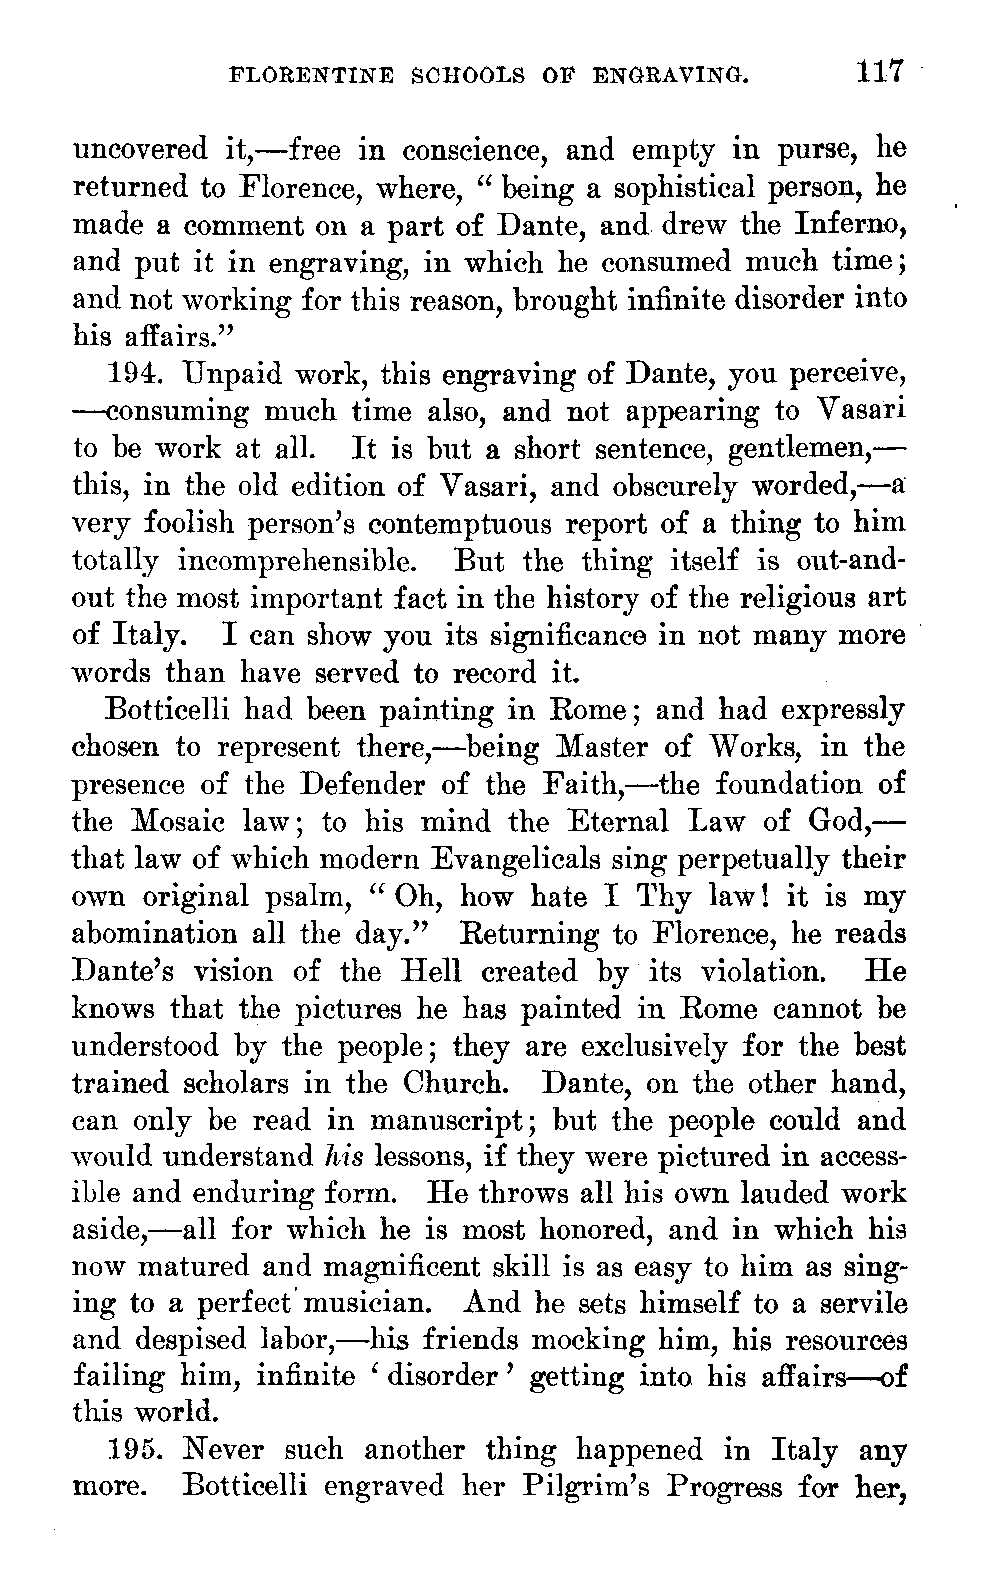 FLORENTINE SCHOOLS OF ENGRAVING. 117
uncovered it,—free in conscience, and empty in purse, he
returned to Florence, where, “ being a sophistical person, he
made a comment on a part of Dante, and drew the Inferno,
and put it in engraving, in which he consumed much time;
and not working for this reason, brought infinite disorder into
his affairs.”
194. Unpaid work, this engraving of Dante, you perceive,
—consuming much time also, and not appearing to Vasari
to be work at all. It is but a short sentence, gentlemen,—
this, in the old edition of Vasari, and obscurely worded,—a
very foolish person’s contemptuous report of a thing to him
totally incomprehensible. But the thing itself is out-and-
out the most important fact in the history of the religious art
of Italy. I can show you its significance in not many more
words than have served to record it.
Botticelli had been painting in Rome; and had expressly
chosen to represent there,—being Master of Works, in the
presence of the Defender of the Faith,—the foundation of
the Mosaic law; to his mind the Eternal Law of God,—
that law of which modern Evangelicals sing perpetually their
own original psalm, “ Oh, how hate I Thy law! it is my
abomination all the day.” Returning to Florence, he reads
Dante’s vision of the Hell created by its violation. He
knows that the pictures he has painted in Rome cannot be
understood by the people; they are exclusively for the best
trained scholars in the Church. Dante, on the other hand,
can only be read in manuscript; but the people could and
would understand his lessons, if they were pictured in access-
ible and enduring form. He throws all his own lauded work
aside,—all for which he is most honored, and in which his
now matured and magnificent skill is as easy to him as sing-
ing to a perfect musician. And he sets himself to a servile
and despised labor,—his friends mocking him, his resources
failing him, infinite ‘ disorder ’ getting into his affairs—of
this world.
195. Never such another thing happened in Italy any
more. Botticelli engraved her Pilgrim’s Progress for her,